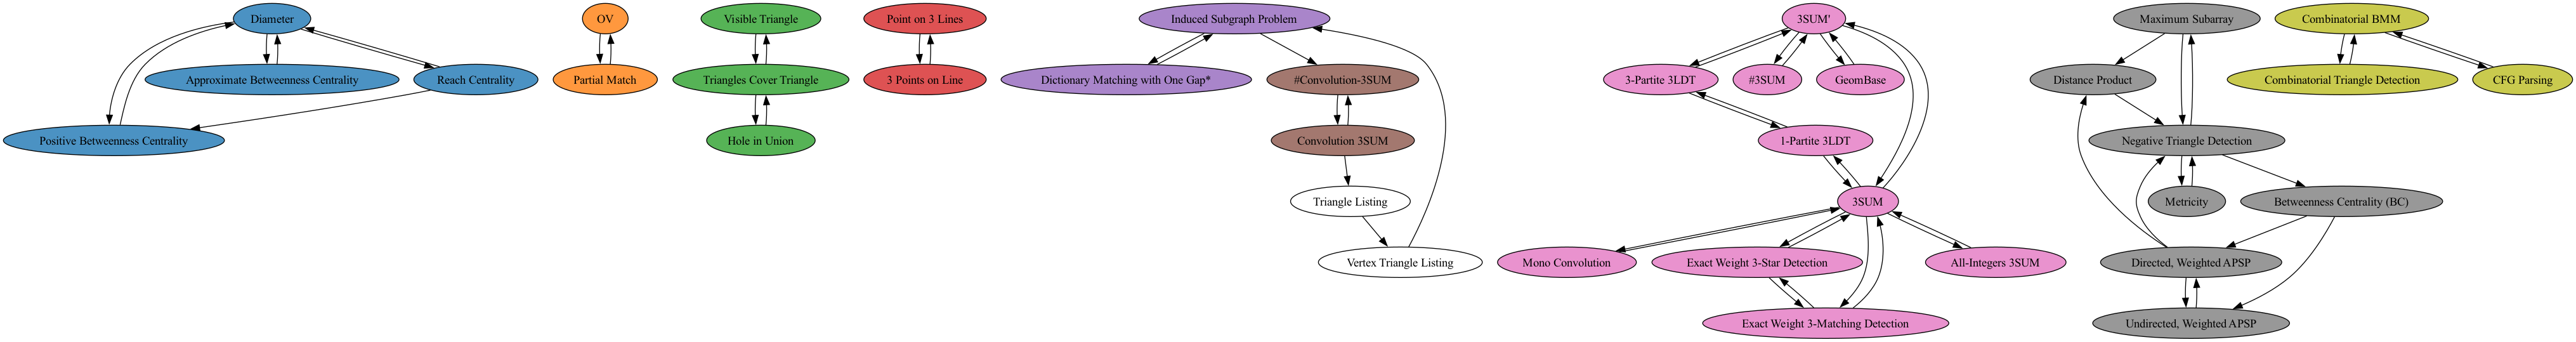 Diameter
OV
Visible Triangle
Point on 3 Lines
Induced Subgraph Problem
3SUM'
Maximum Subarray
Combinatorial BMM
Approximate Betweenness Centrality
Reach Centrality
Partial Match
Triangles Cover Triangle
3 Points on Line
Dictionary Matching with One Gap*
#Convolution-3SUM
3-Partite 3LDT
#3SUM
GeomBase
Distance Product
Combinatorial Triangle Detection
CFG Parsing
Positive Betweenness Centrality
Hole in Union
Convolution 3SUM
1-Partite 3LDT
Negative Triangle Detection
Triangle Listing
3SUM
Metricity
Betweenness Centrality (BC)
Vertex Triangle Listing
Mono Convolution
Exact Weight 3-Star Detection
All-Integers 3SUM
Directed, Weighted APSP
Exact Weight 3-Matching Detection
Undirected, Weighted APSP